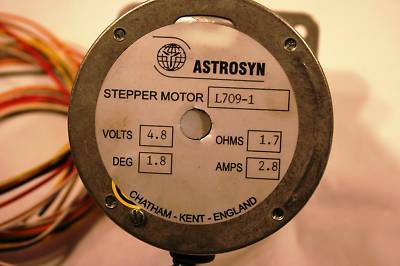 ASTROSYN
STEPPER MOTOR L709-1
VOLTS 4.8 OHMS 1.7
DEG 1.8 AMPS 2.8
CHATHAM - KENT - ENGLAND